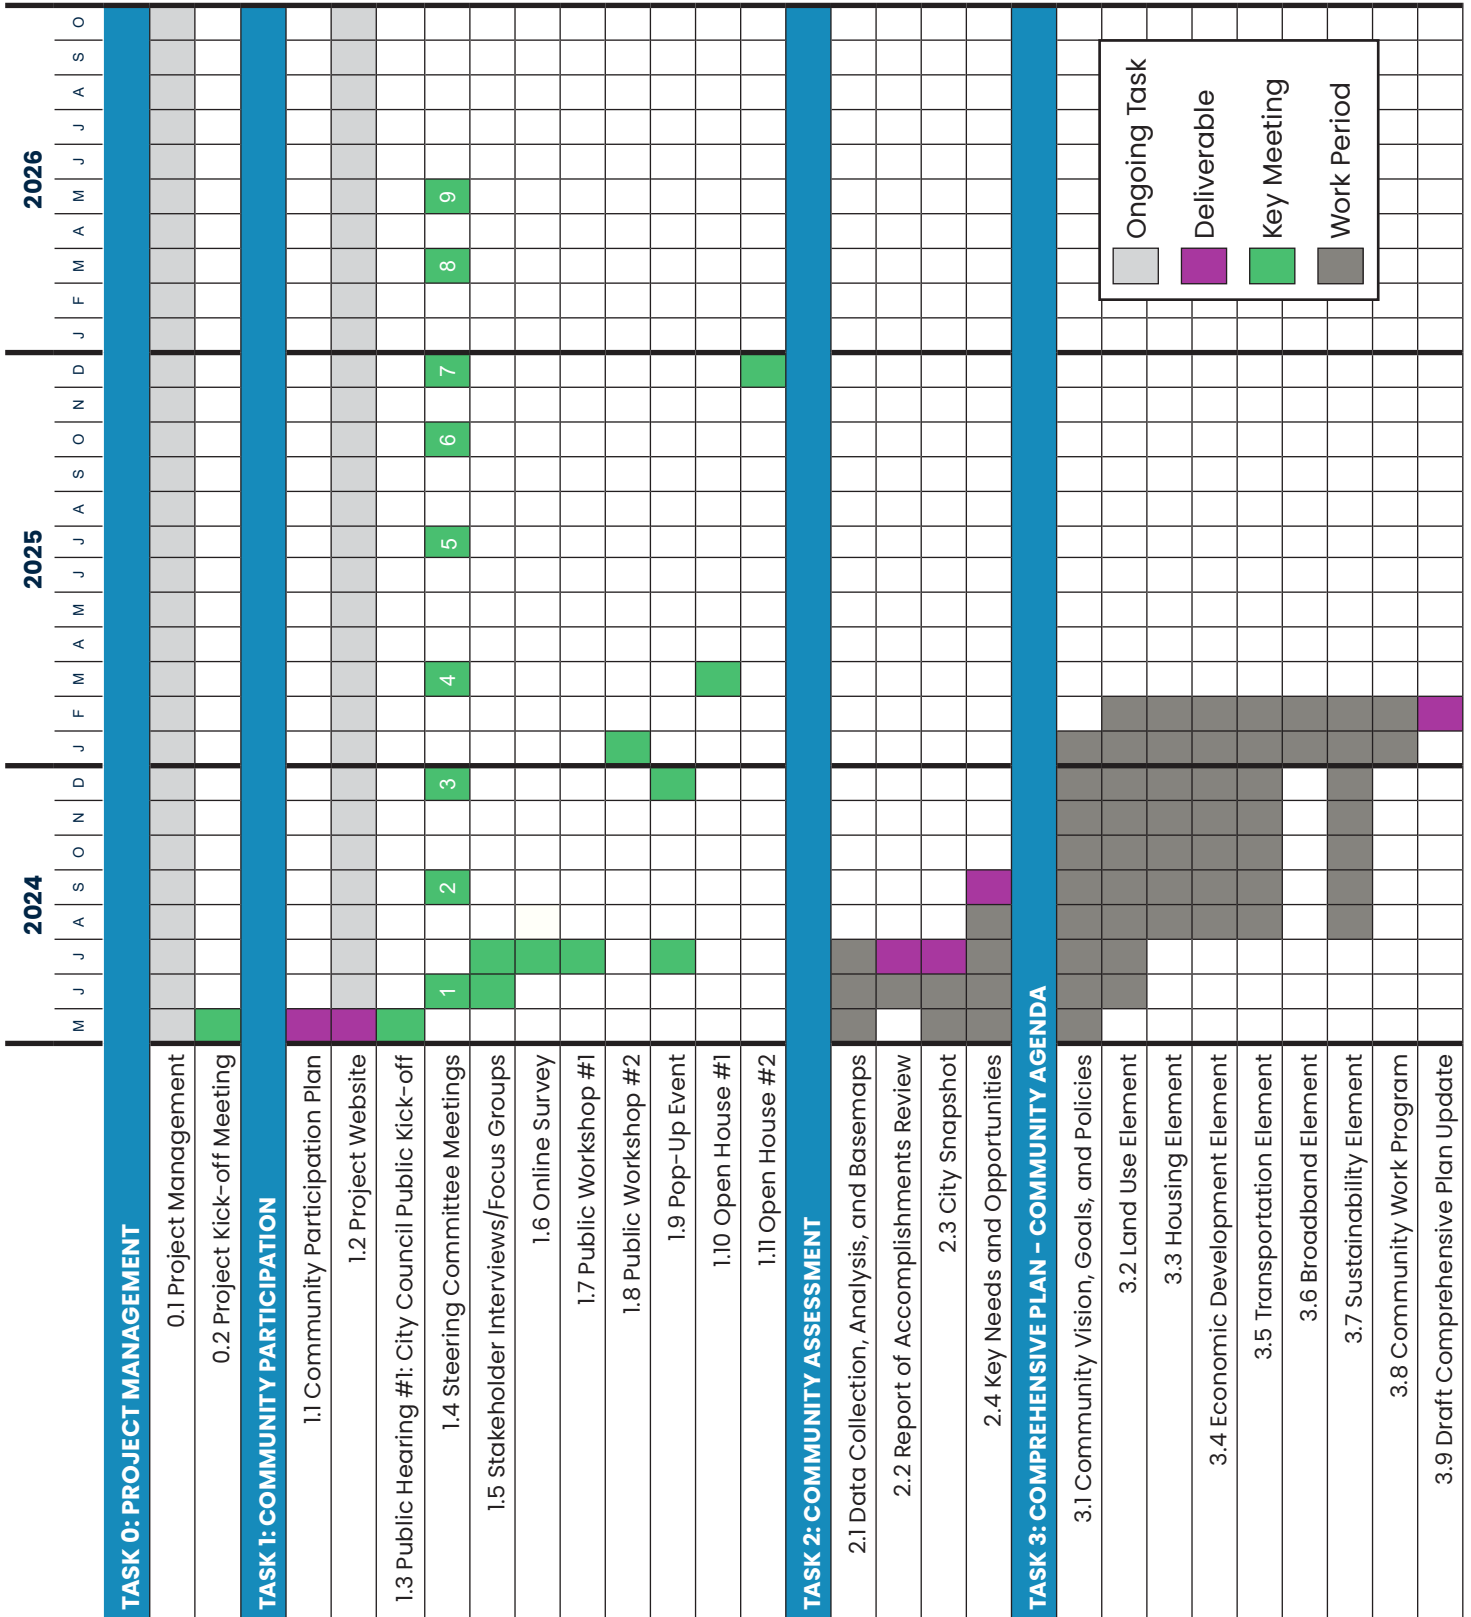 2024 2025 2026
M J J A S O N D J F M A M J J A S O N D J F M A M J J A S O
TASK 0: PROJECT MANAGEMENT
0.1 Project Management
0.2 Project Kick-off Meeting
TASK 1: COMMUNITY PARTICIPATION
1.1 Community Participation Plan
1.2 Project Website
1.3 Public Hearing #1: City Council Public Kick-off
1.4 Steering Committee Meetings 1 2 3 4 5 6 7 8 9
1.5 Stakeholder Interviews/Focus Groups
1.6 Online Survey
1.7 Public Workshop #1
1.8 Public Workshop #2
1.9 Pop-Up Event
1.10 Open House #1
1.11 Open House #2
TASK 2: COMMUNITY ASSESSMENT
2.1 Data Collection, Analysis, and Basemaps
2.2 Report of Accomplishments Review
2.3 City Snapshot
2.4 Key Needs and Opportunities
TASK 3: COMPREHENSIVE PLAN – COMMUNITY AGENDA
3.1 Community Vision, Goals, and Policies
3.2 Land Use Element
3.3 Housing Element
3.4 Economic Development Element
3.5 Transportation Element
3.6 Broadband Element
3.7 Sustainability Element
3.8 Community Work Program
3.9 Draft Comprehensive Plan Update
Ongoing Task
Deliverable
Key Meeting
Work Period